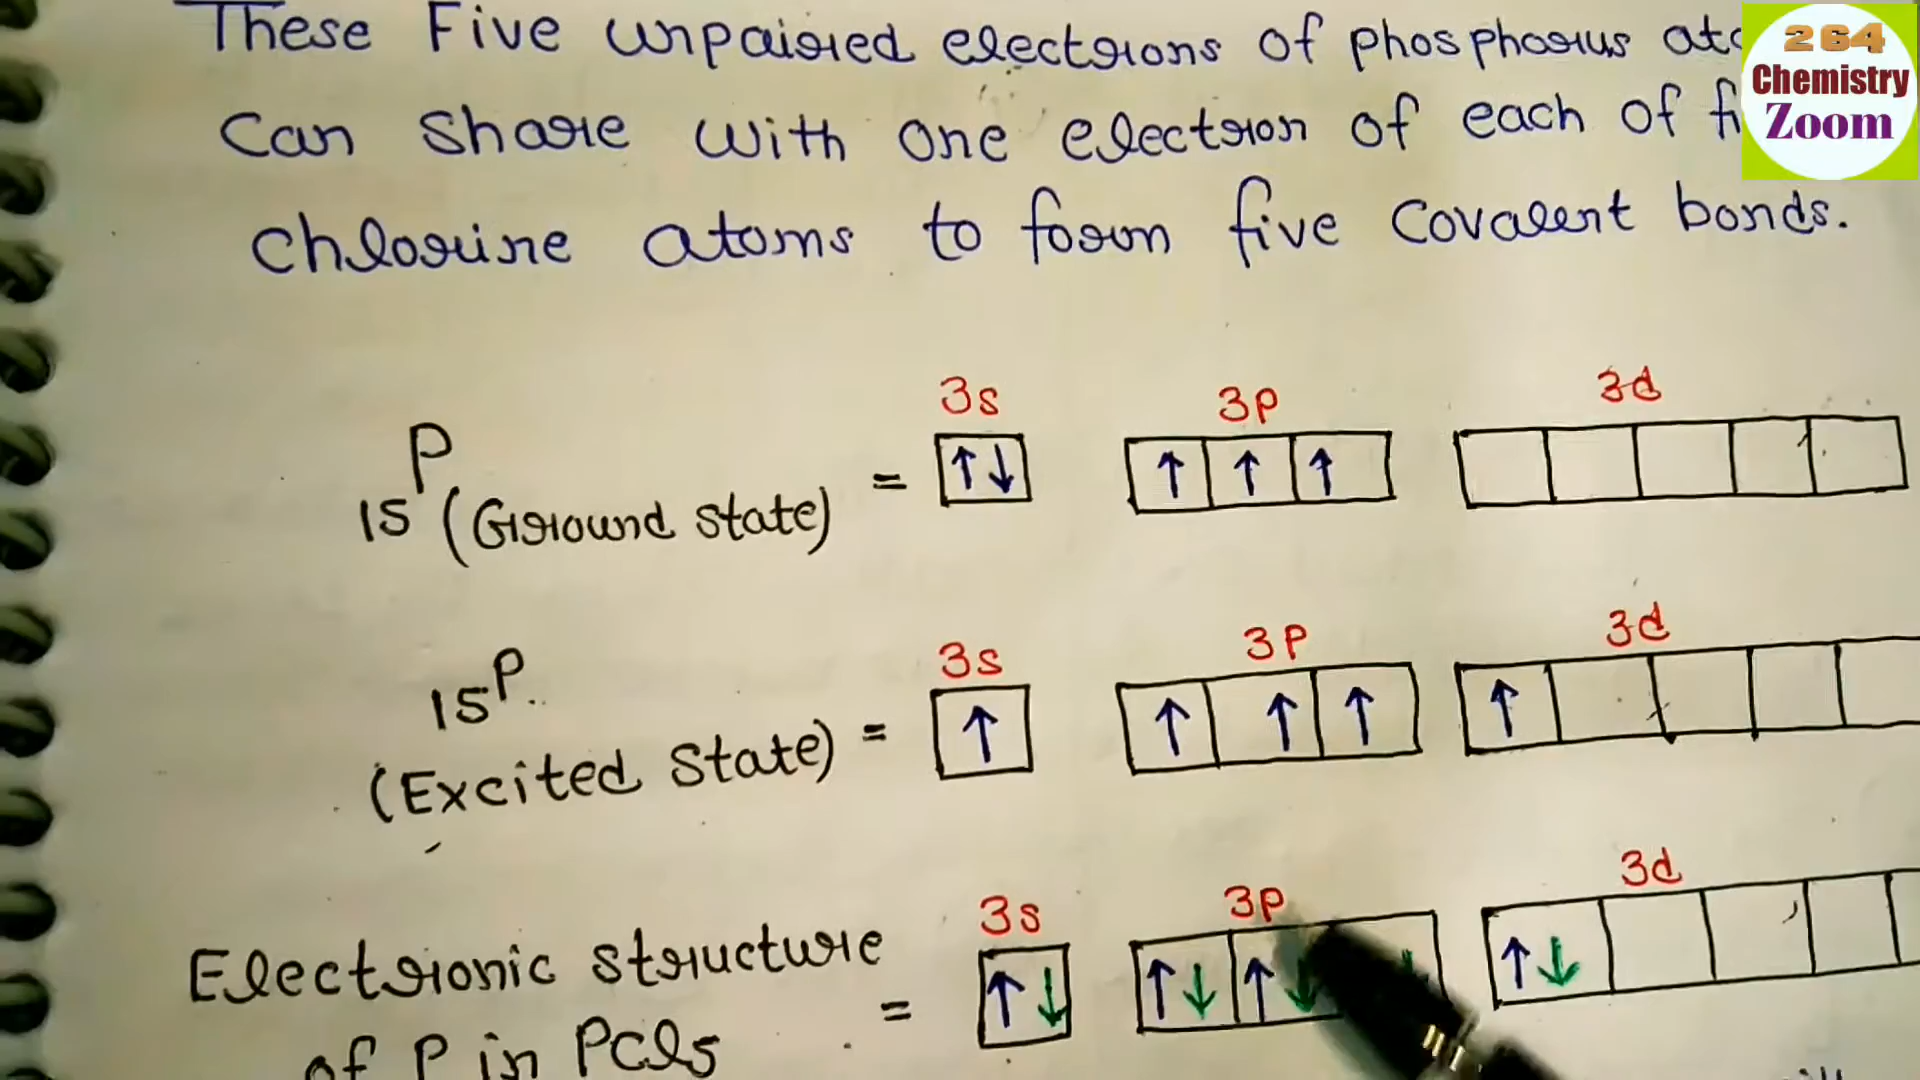 These Five unpaired electrons of phosphorus
264
Chemistry
Zoom
Can share with one electron of each of
chlorine atoms to form five covalent bonds.
3s 3p 3d
15P (Ground state) = ↑↓ ↑ ↑ ↑
3s 3p 3d
15P
(Excited state) = ↑ ↑ ↑ ↑ ↑
3s 3p 3d
Electronic structure = ↑↓ ↑↓ ↑↓ ↑↓
of P in PCl5